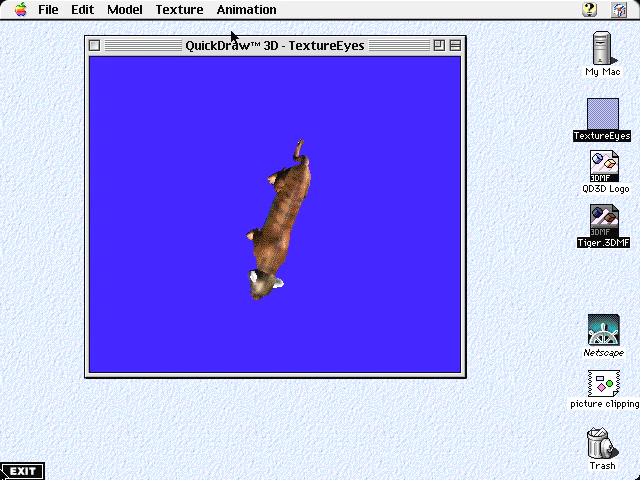 File Edit Model Texture Animation
QuickDraw™ 3D - TextureEyes
My Mac
TextureEyes
3DMF
QD3D Logo
3DMF
Tiger.3DMF
Netscape
picture clipping
Trash
EXIT